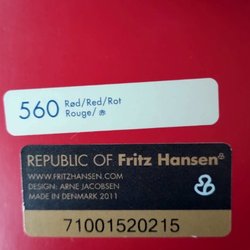 560 Rød/Red/Rot
Rouge/赤
REPUBLIC OF Fritz Hansen®
WWW.FRITZHANSEN.COM
DESIGN: ARNE JACOBSEN
MADE IN DENMARK 2011
71001520215